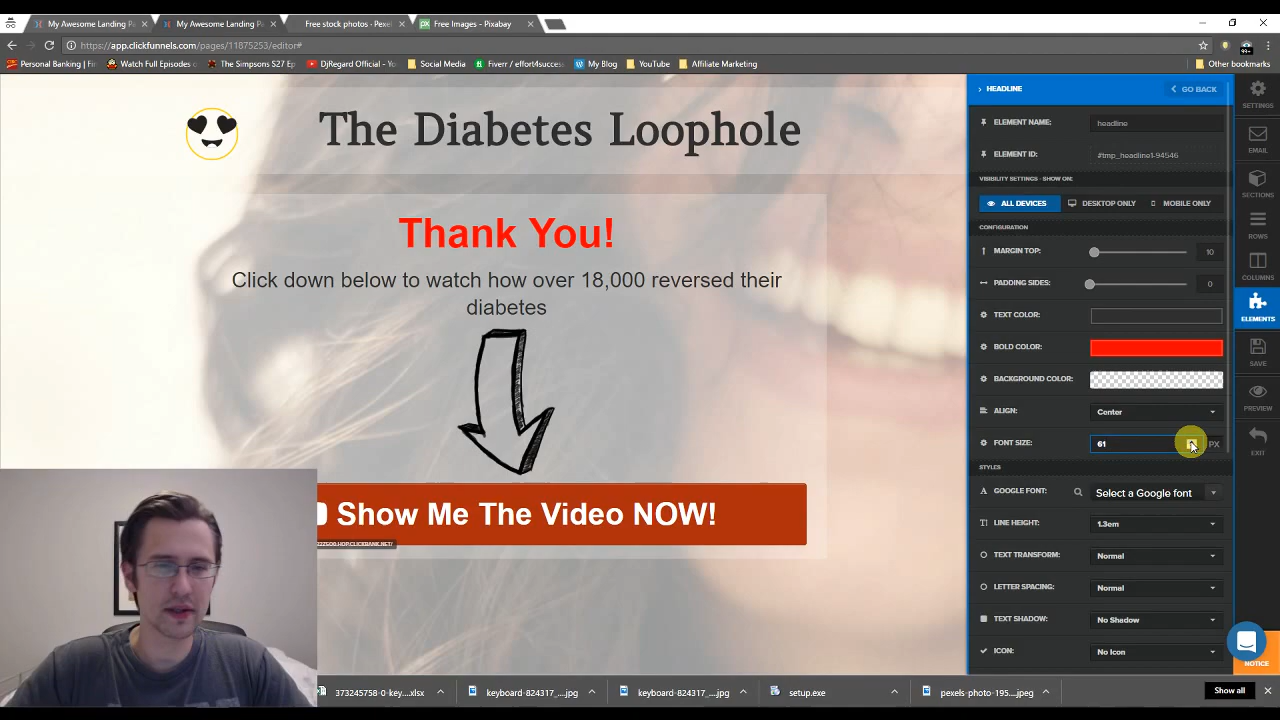 My Awesome Landing Pa
My Awesome Landing Pa
Free stock photos · Pexel
Free Images - Pixabay
https://app.clickfunnels.com/pages/11875253/editor#
99+
Personal Banking | Fin
Watch Full Episodes o
The Simpsons S27 Ep
DjRegard Official - Yo
Social Media
Fiverr / effort4success
My Blog
YouTube
Affiliate Marketing
Other bookmarks
The Diabetes Loophole
Thank You!
Click down below to watch how over 18,000 reversed their
diabetes
Show Me The Video NOW!
HEADLINE
GO BACK
ELEMENT NAME:
headline
ELEMENT ID:
#tmp_headline1-94546
VISIBILITY SETTINGS - SHOW ON:
ALL DEVICES
DESKTOP ONLY
MOBILE ONLY
CONFIGURATION
MARGIN TOP:
10
PADDING SIDES:
0
TEXT COLOR:
BOLD COLOR:
BACKGROUND COLOR:
ALIGN:
Center
FONT SIZE:
61
PX
STYLES
GOOGLE FONT:
Select a Google font
LINE HEIGHT:
1.3em
TEXT TRANSFORM:
Normal
LETTER SPACING:
Normal
TEXT SHADOW:
No Shadow
ICON:
No Icon
SETTINGS
EMAIL
SECTIONS
ROWS
COLUMNS
ELEMENTS
SAVE
PREVIEW
EXIT
NOTICE
373245758-0-key....xlsx
keyboard-824317_...jpg
keyboard-824317_...jpg
setup.exe
pexels-photo-195....jpeg
Show all